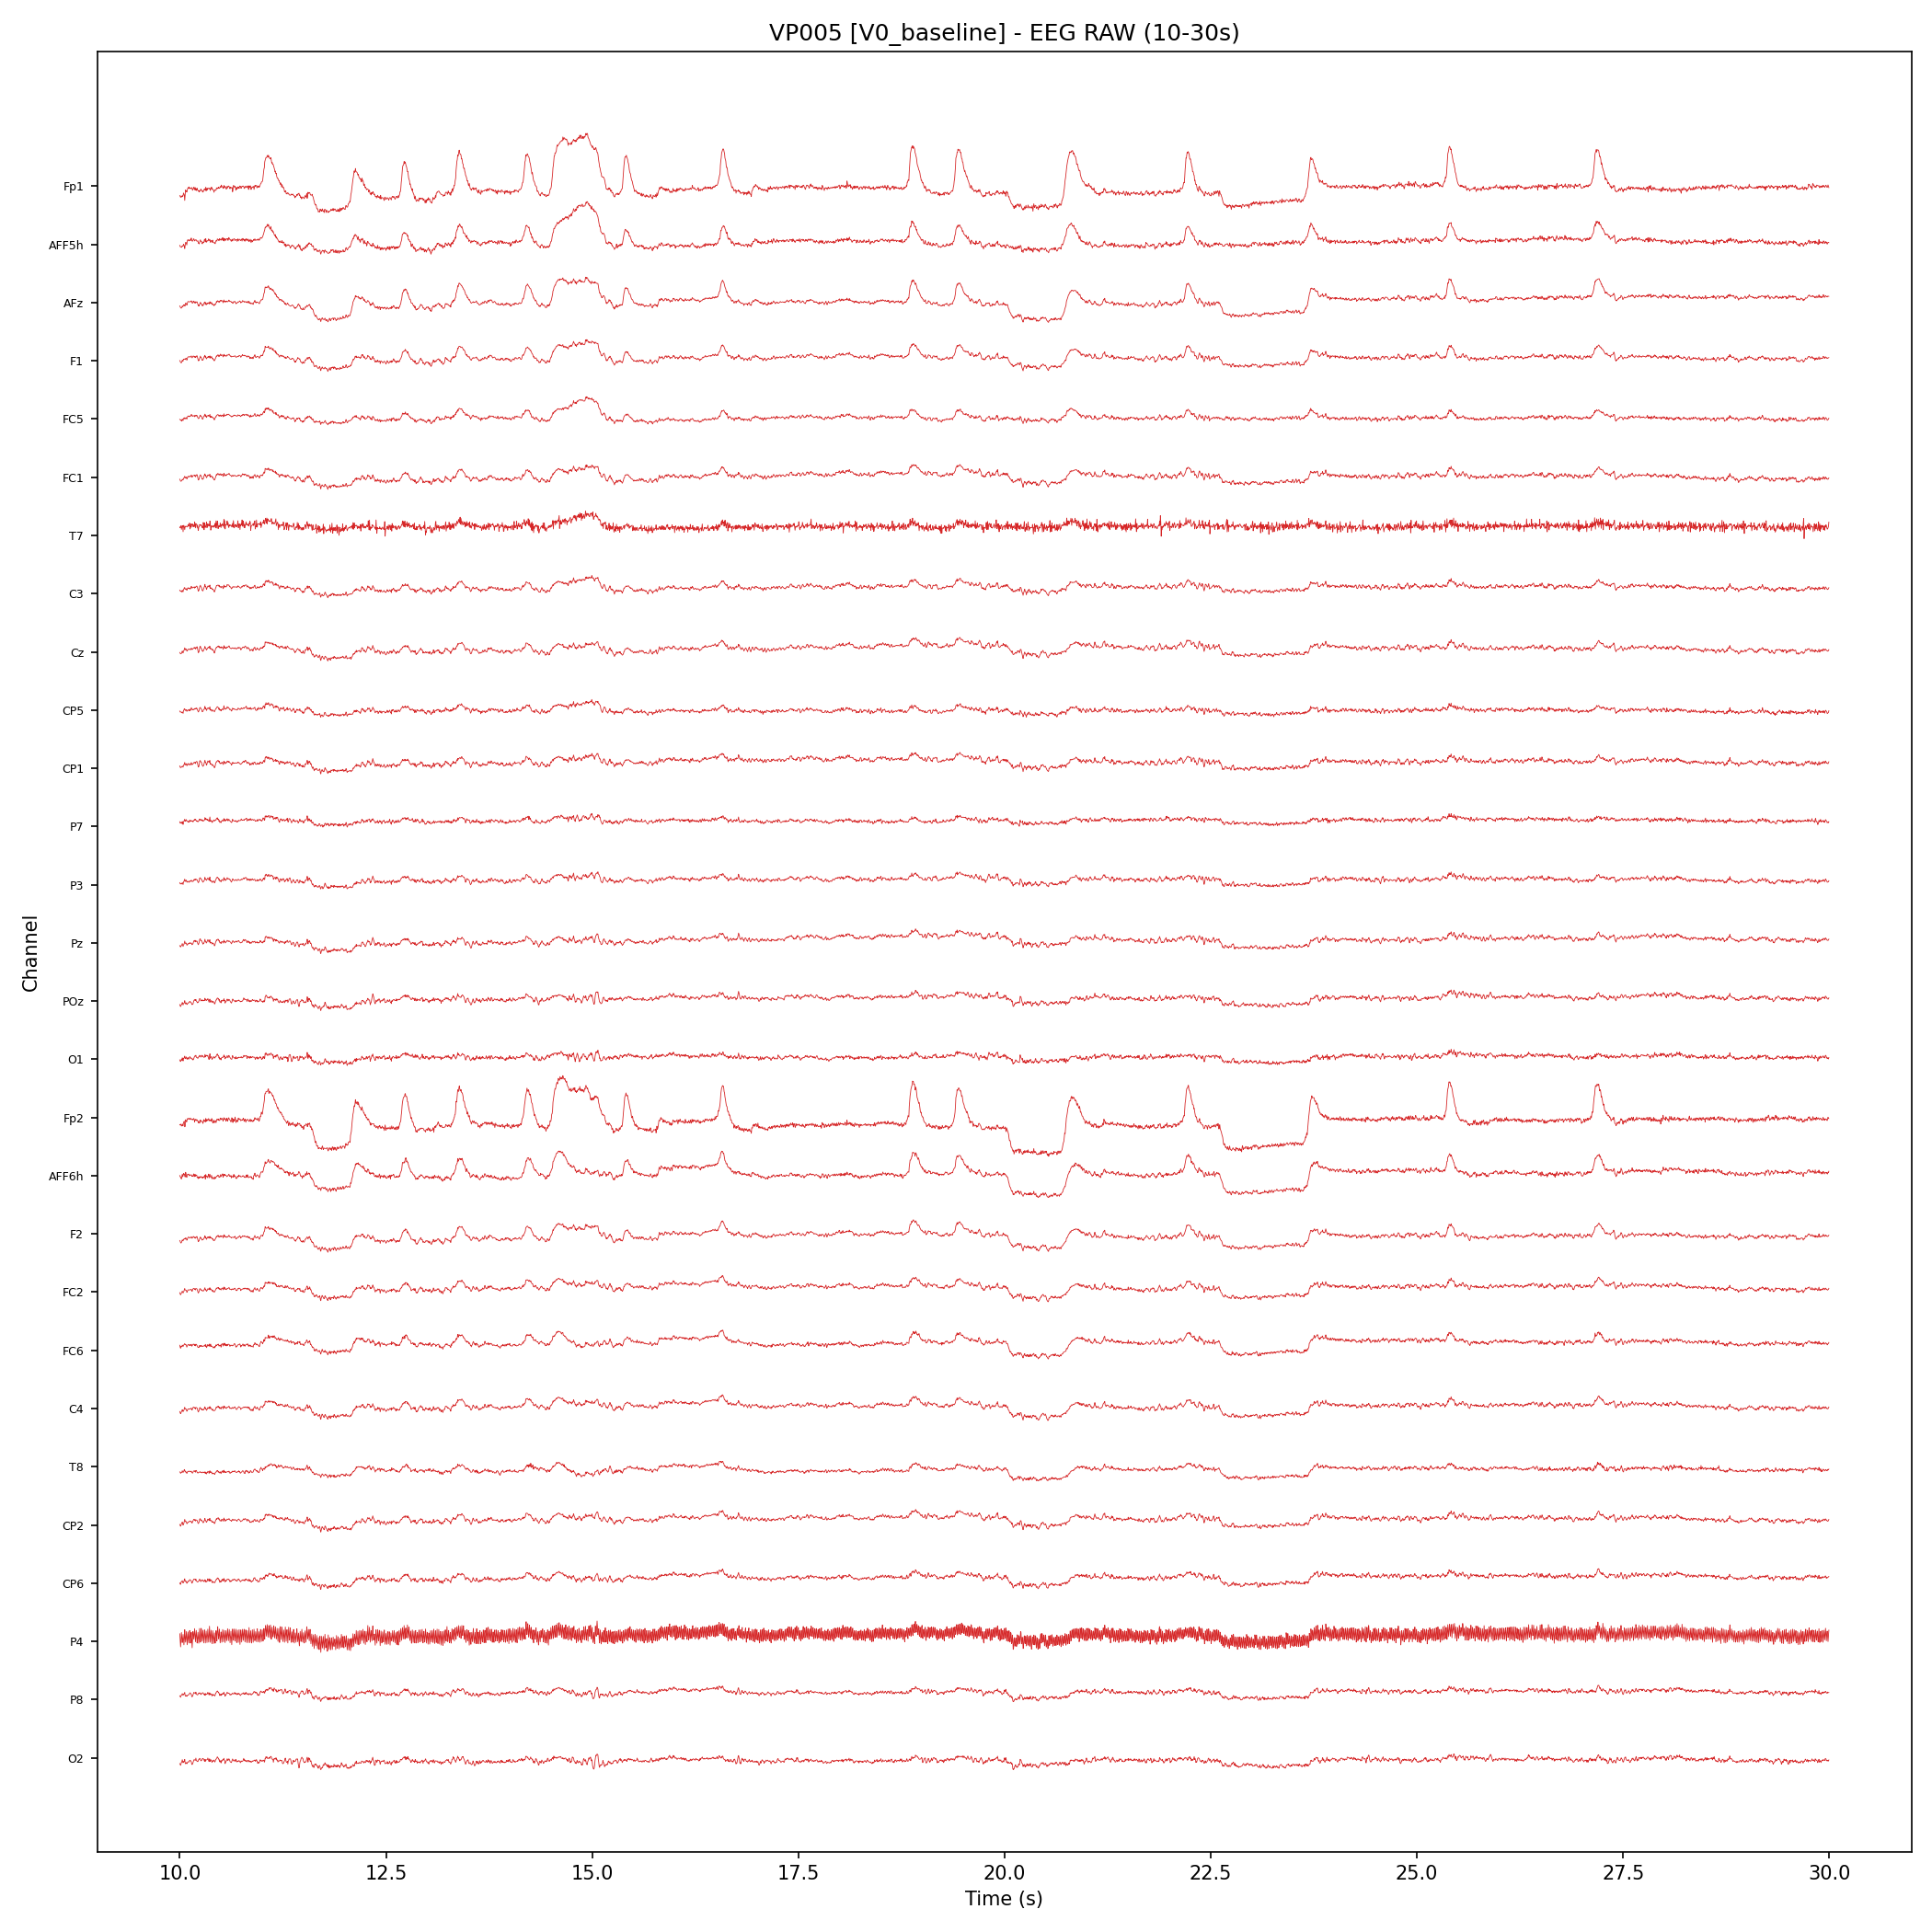 VP005 [V0_baseline] - EEG RAW (10-30s)
Fp1
AFF5h
AFz
F1
FC5
FC1
T7
C3
Cz
CP5
CP1
P7
P3
Pz
POz
O1
Fp2
AFF6h
F2
FC2
FC6
C4
T8
CP2
CP6
P4
P8
O2
Channel
10.0 12.5 15.0 17.5 20.0 22.5 25.0 27.5 30.0
Time (s)